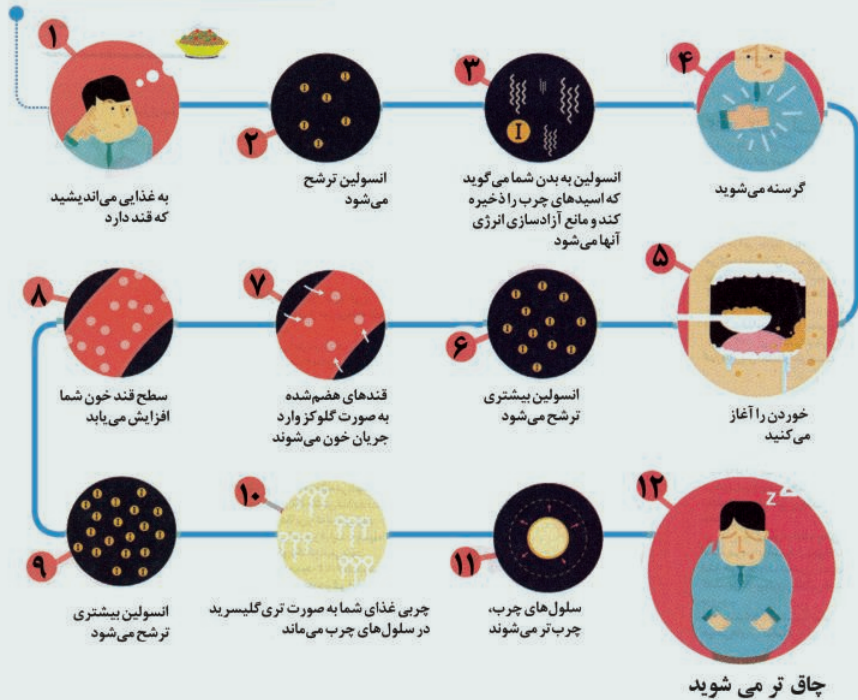 ۱
به غذایی می‌اندیشید
که قند دارد
۲
انسولین ترشح
می‌شود
۳
I
انسولین به بدن شما می‌گوید
که اسیدهای چرب را ذخیره
کند و مانع آزادسازی انرژی
آنها می‌شود
۴
گرسنه می‌شوید
۵
خوردن را آغاز
می‌کنید
۶
انسولین بیشتری
ترشح می‌شود
۷
قندهای هضم‌شده
به صورت گلوکز وارد
جریان خون می‌شوند
۸
سطح قند خون شما
افزایش می‌یابد
۹
انسولین بیشتری
ترشح می‌شود
۱۰
چربی غذای شما به صورت تری‌گلیسرید
در سلول‌های چرب می‌ماند
۱۱
سلول‌های چرب،
چرب‌تر می‌شوند
۱۲
z Z
چاق تر می شوید